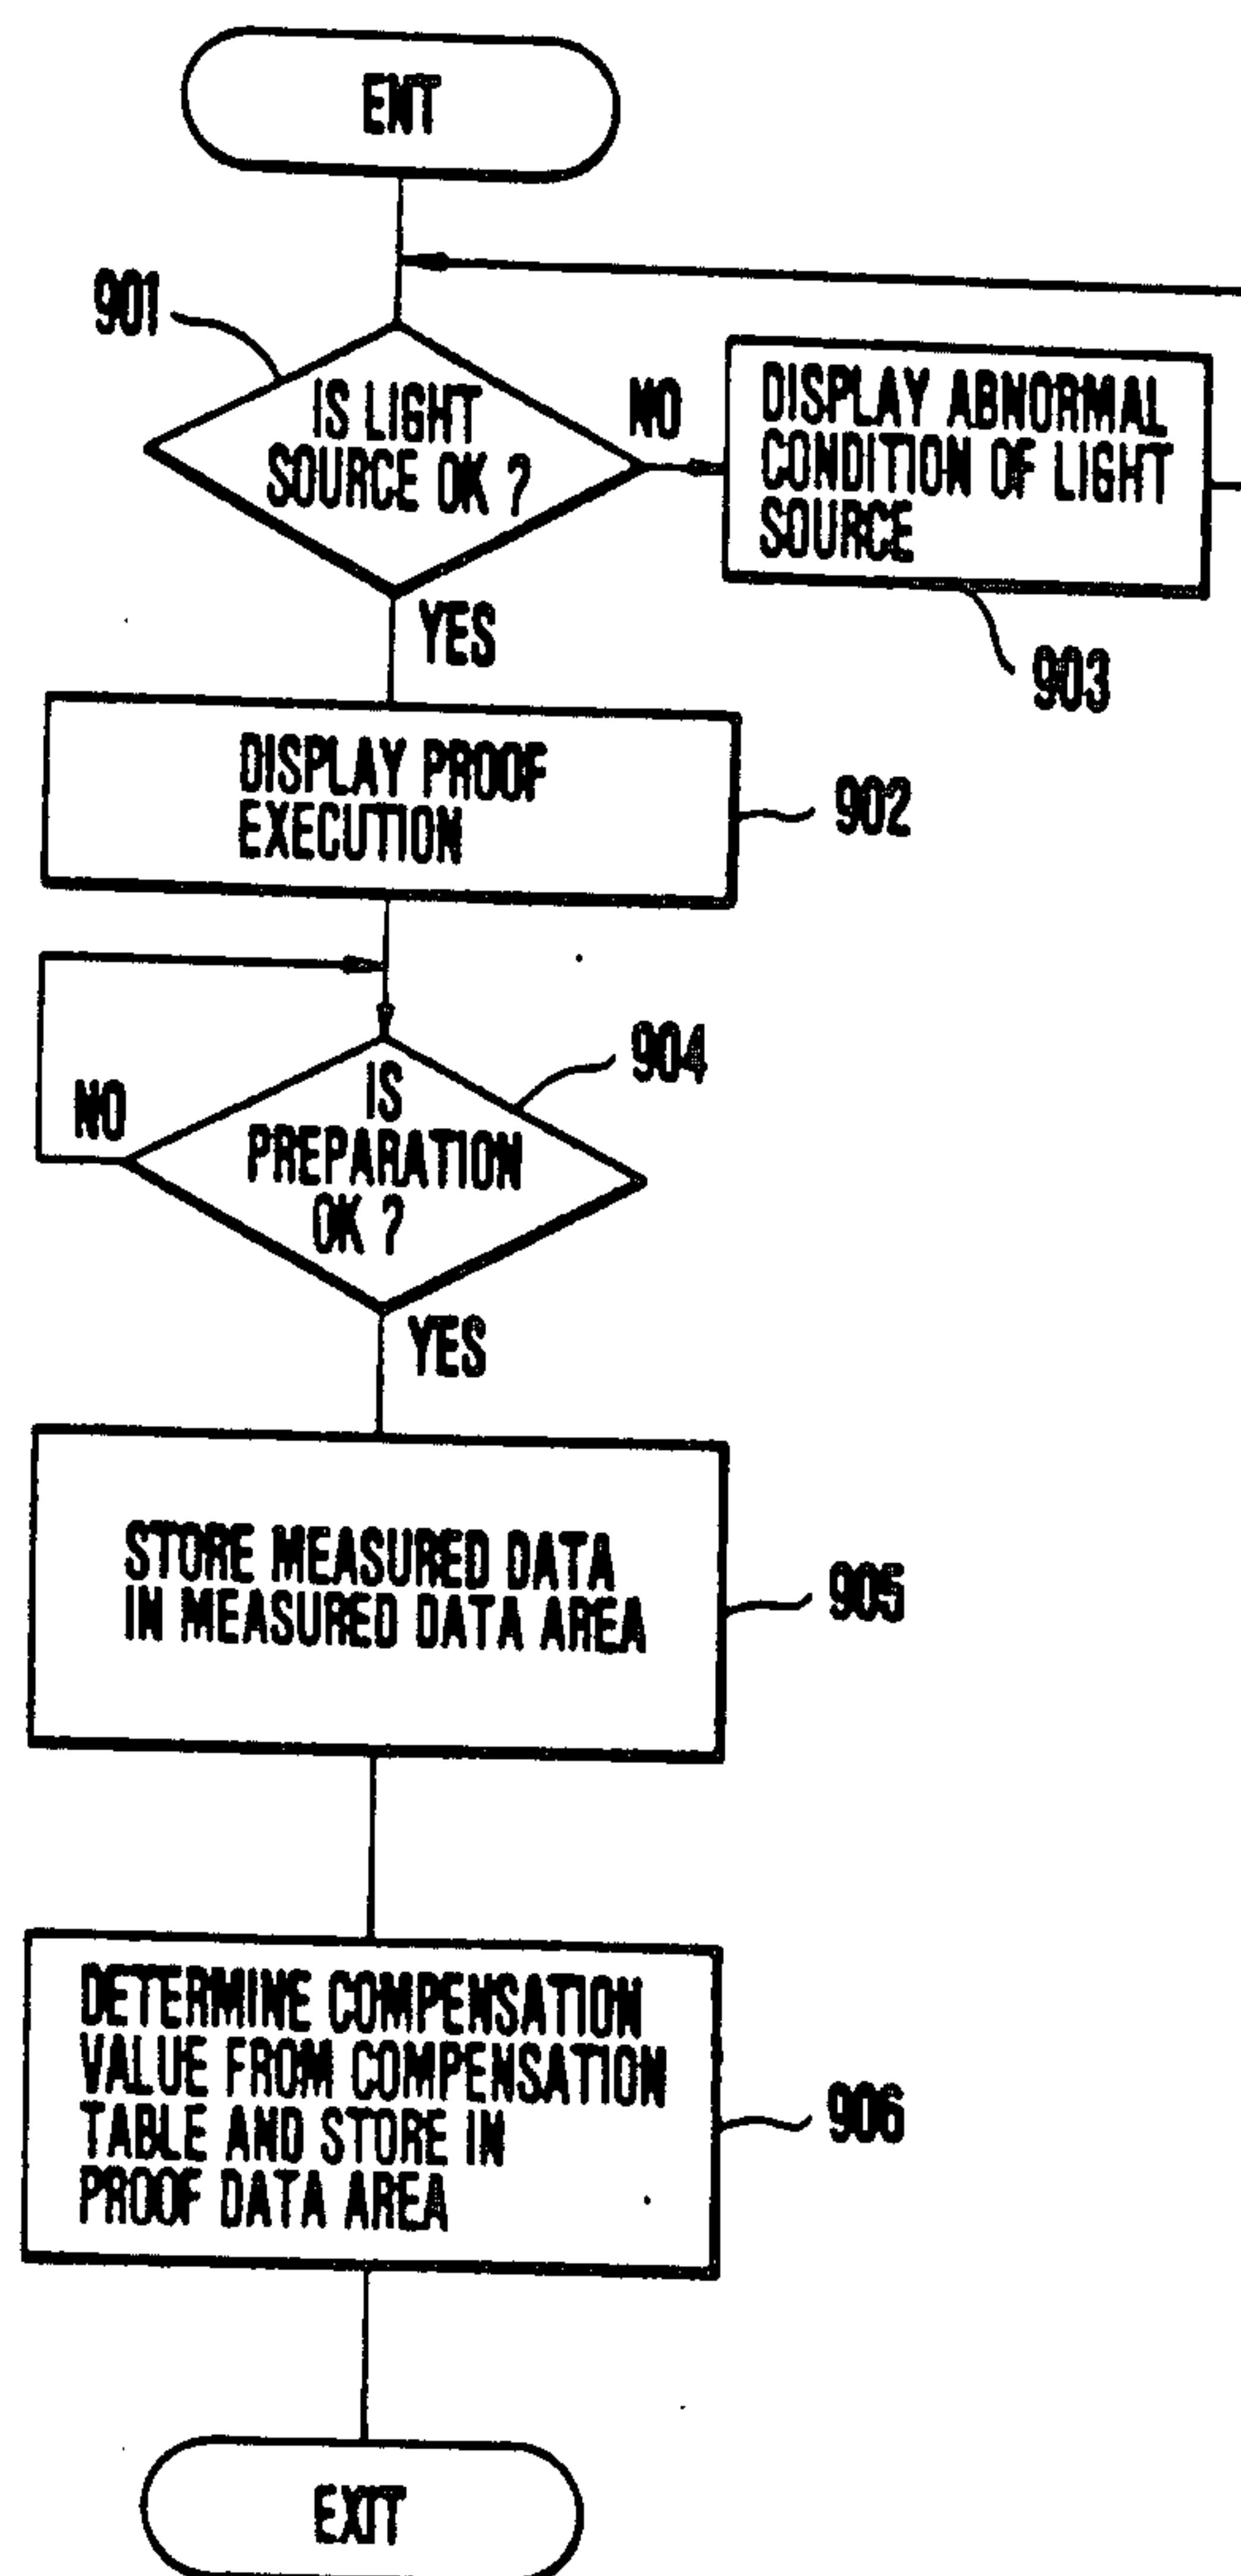 ENT
901
IS LIGHT
SOURCE OK ?
NO
DISPLAY ABNORMAL
CONDITION OF LIGHT
SOURCE
903
YES
DISPLAY PROOF
EXECUTION
902
904
IS
PREPARATION
OK ?
NO
YES
STORE MEASURED DATA
IN MEASURED DATA AREA
905
DETERMINE COMPENSATION
VALUE FROM COMPENSATION
TABLE AND STORE IN
PROOF DATA AREA
906
EXIT